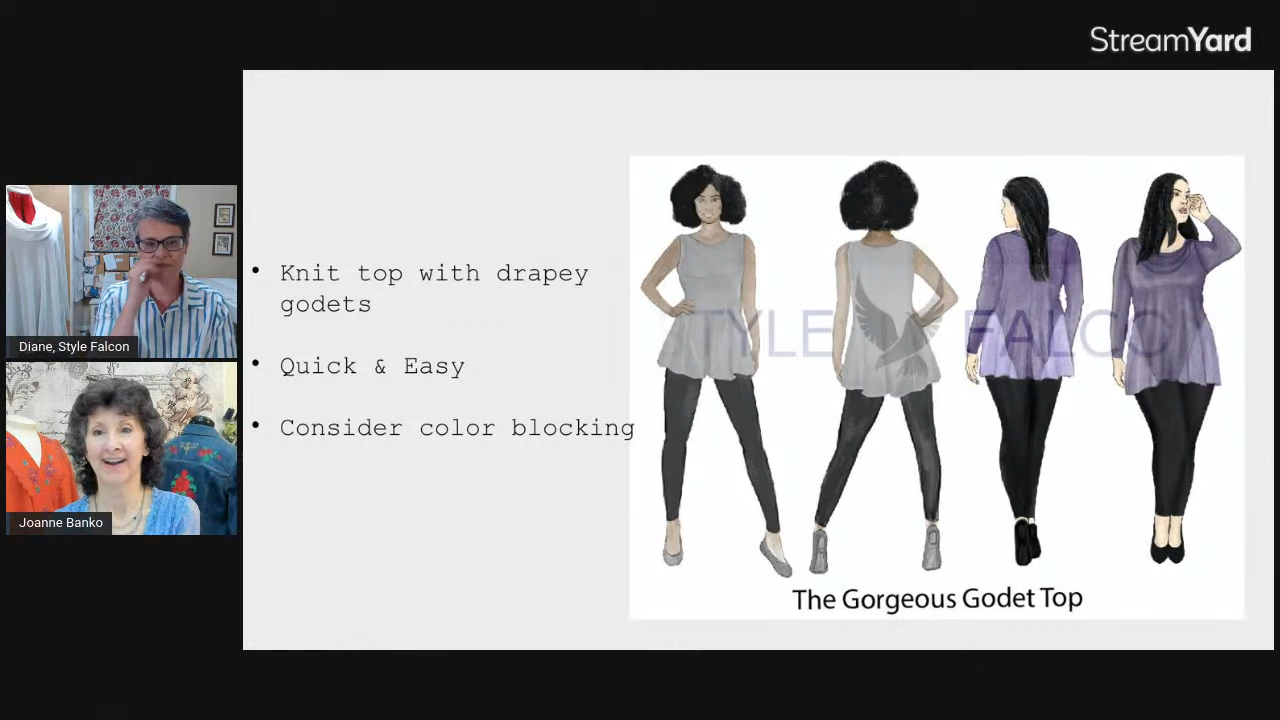 StreamYard
• Knit top with drapey
godets
• Quick & Easy
• Consider color blocking
STYLE FALCON
The Gorgeous Godet Top
Diane, Style Falcon
Joanne Banko